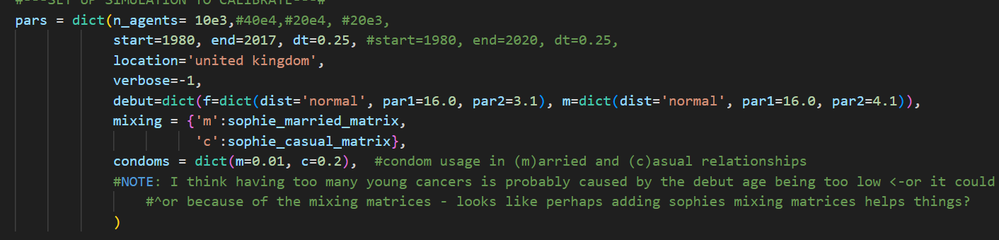 #---SET UP SIMULATION TO CALIBRATE---#
pars = dict(n_agents= 10e3,#40e4,#20e4, #20e3,
start=1980, end=2017, dt=0.25, #start=1980, end=2020, dt=0.25,
location='united kingdom',
verbose=-1,
debut=dict(f=dict(dist='normal', par1=16.0, par2=3.1), m=dict(dist='normal', par1=16.0, par2=4.1)),
mixing = {'m':sophie_married_matrix,
'c':sophie_casual_matrix},
condoms = dict(m=0.01, c=0.2), #condom usage in (m)arried and (c)asual relationships
#NOTE: I think having too many young cancers is probably caused by the debut age being too low <-or it could
#^or because of the mixing matrices - looks like perhaps adding sophies mixing matrices helps things?
)